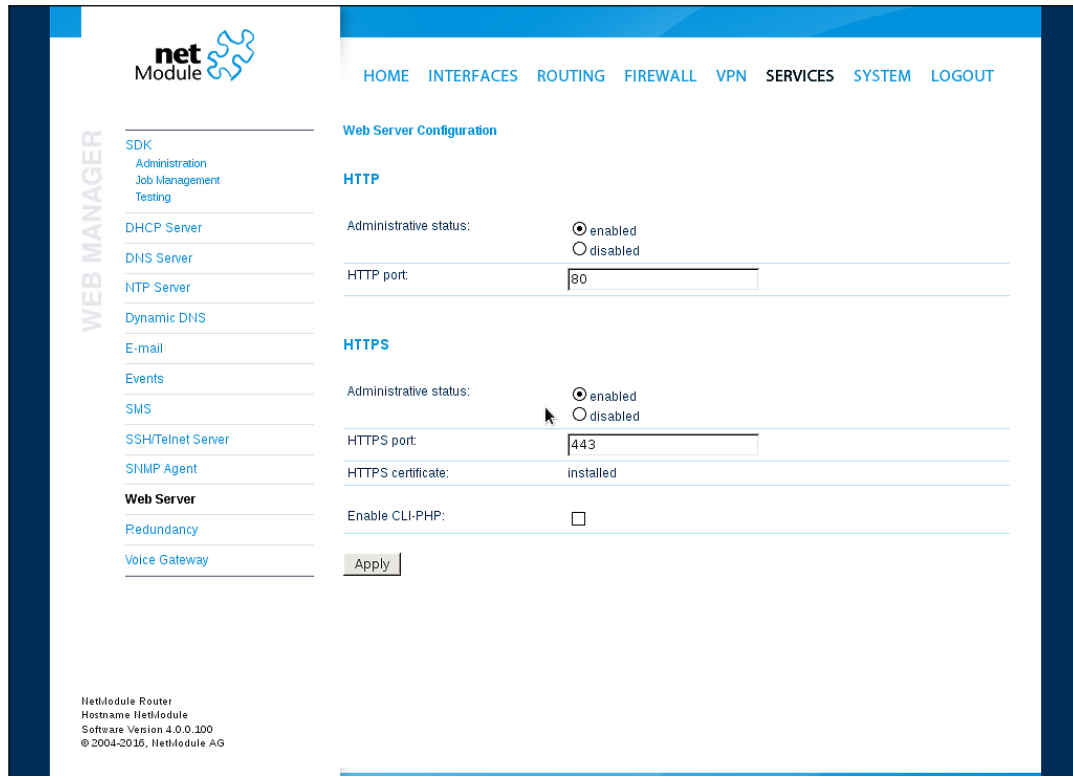 net
Module
HOME INTERFACES ROUTING FIREWALL VPN SERVICES SYSTEM LOGOUT
WEB MANAGER
SDK
Administration
Job Management
Testing
DHCP Server
DNS Server
NTP Server
Dynamic DNS
E-mail
Events
SMS
SSH/Telnet Server
SNMP Agent
Web Server
Redundancy
Voice Gateway
Web Server Configuration
HTTP
Administrative status:
enabled
disabled
HTTP port: 80
HTTPS
Administrative status:
enabled
disabled
HTTPS port: 443
HTTPS certificate: installed
Enable CLI-PHP:
Apply
NetModule Router
Hostname NetModule
Software Version 4.0.0.100
© 2004-2016, NetModule AG